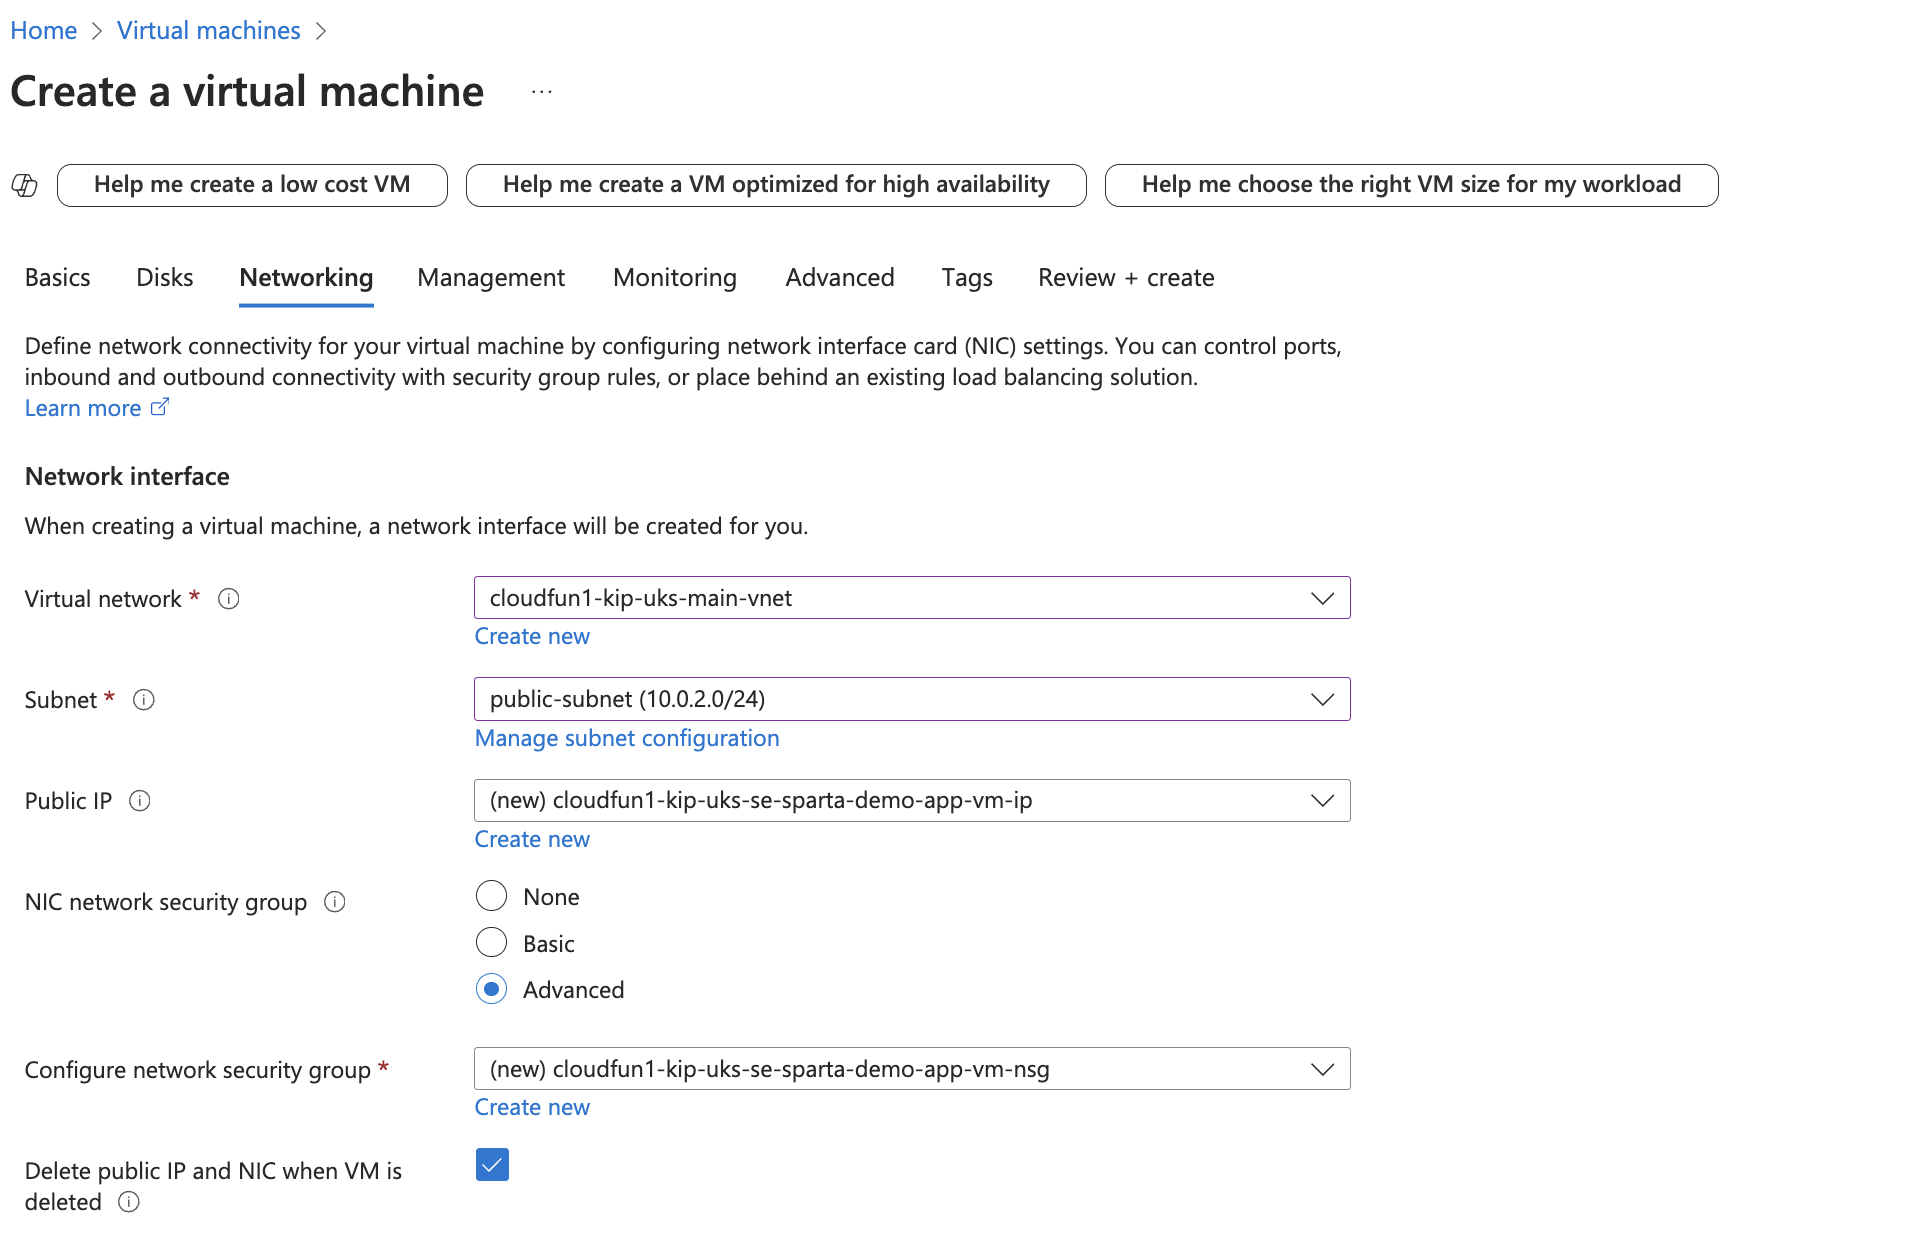 Home > Virtual machines >
Create a virtual machine ...
Help me create a low cost VM
Help me create a VM optimized for high availability
Help me choose the right VM size for my workload
Basics Disks Networking Management Monitoring Advanced Tags Review + create
Define network connectivity for your virtual machine by configuring network interface card (NIC) settings. You can control ports,
inbound and outbound connectivity with security group rules, or place behind an existing load balancing solution.
Learn more
Network interface
When creating a virtual machine, a network interface will be created for you.
Virtual network * cloudfun1-kip-uks-main-vnet
Create new
Subnet * public-subnet (10.0.2.0/24)
Manage subnet configuration
Public IP (new) cloudfun1-kip-uks-se-sparta-demo-app-vm-ip
Create new
NIC network security group None
Basic
Advanced
Configure network security group * (new) cloudfun1-kip-uks-se-sparta-demo-app-vm-nsg
Create new
Delete public IP and NIC when VM is
deleted